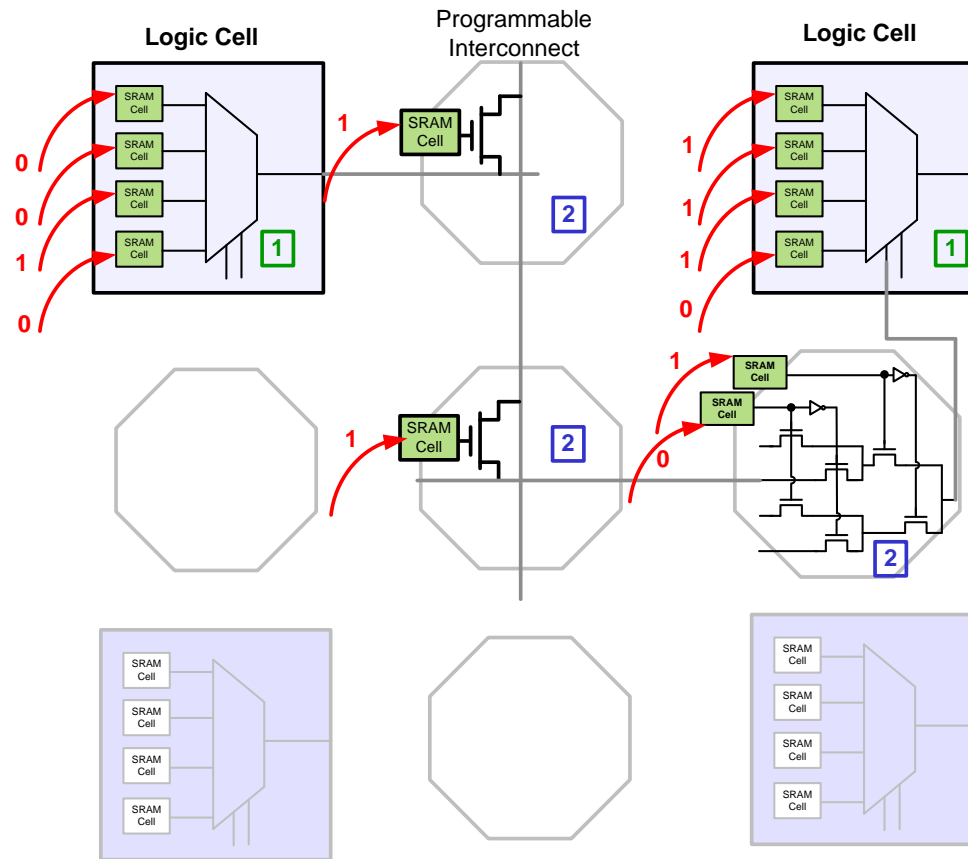 Logic Cell
Programmable
Interconnect
Logic Cell
SRAM
Cell
SRAM
Cell
SRAM
Cell
SRAM
Cell
0
0
1
0
1
1
SRAM
Cell
2
SRAM
Cell
SRAM
Cell
SRAM
Cell
SRAM
Cell
1
1
1
0
1
1
SRAM
Cell
2
1
SRAM
Cell
SRAM
Cell
0
2
SRAM
Cell
SRAM
Cell
SRAM
Cell
SRAM
Cell
SRAM
Cell
SRAM
Cell
SRAM
Cell
SRAM
Cell